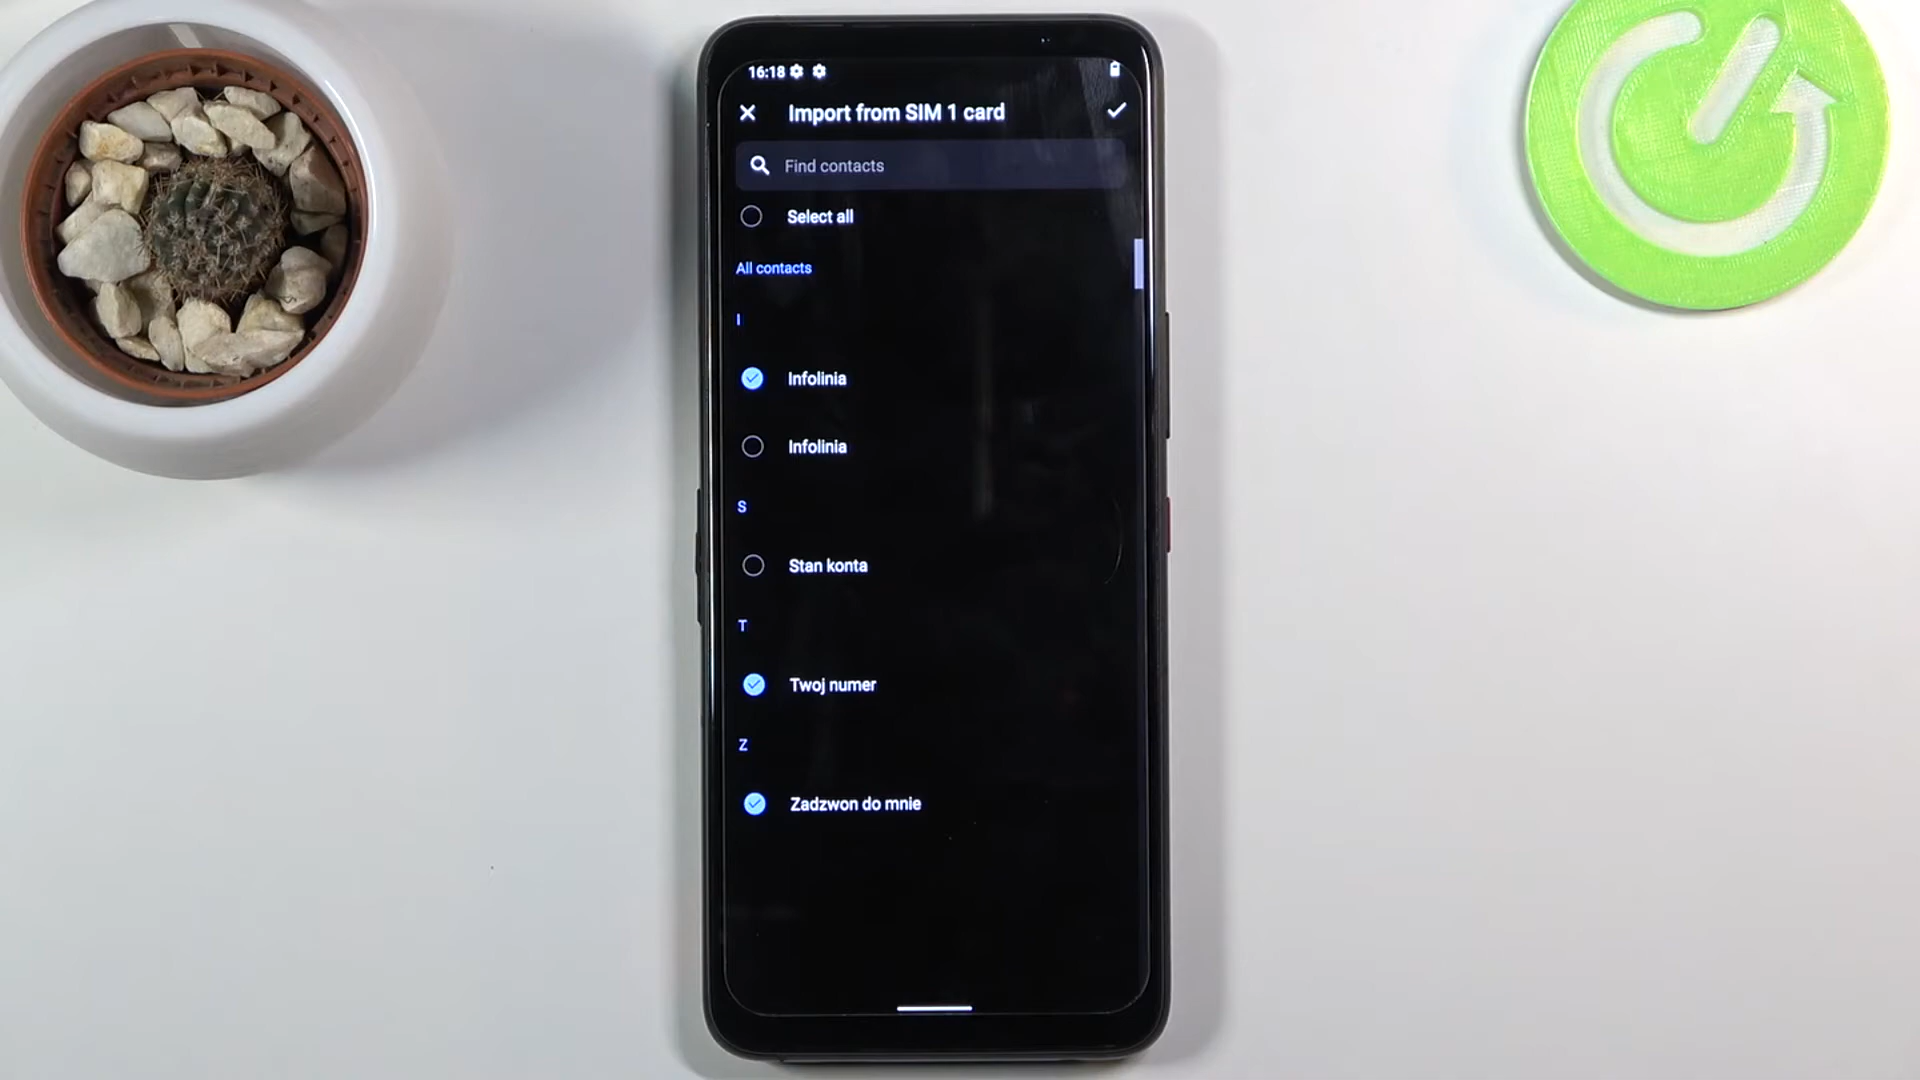 16:18
Import from SIM 1 card
Find contacts
Select all
All contacts
I
Infolinia
Infolinia
S
Stan konta
T
Twoj numer
Z
Zadzwon do mnie